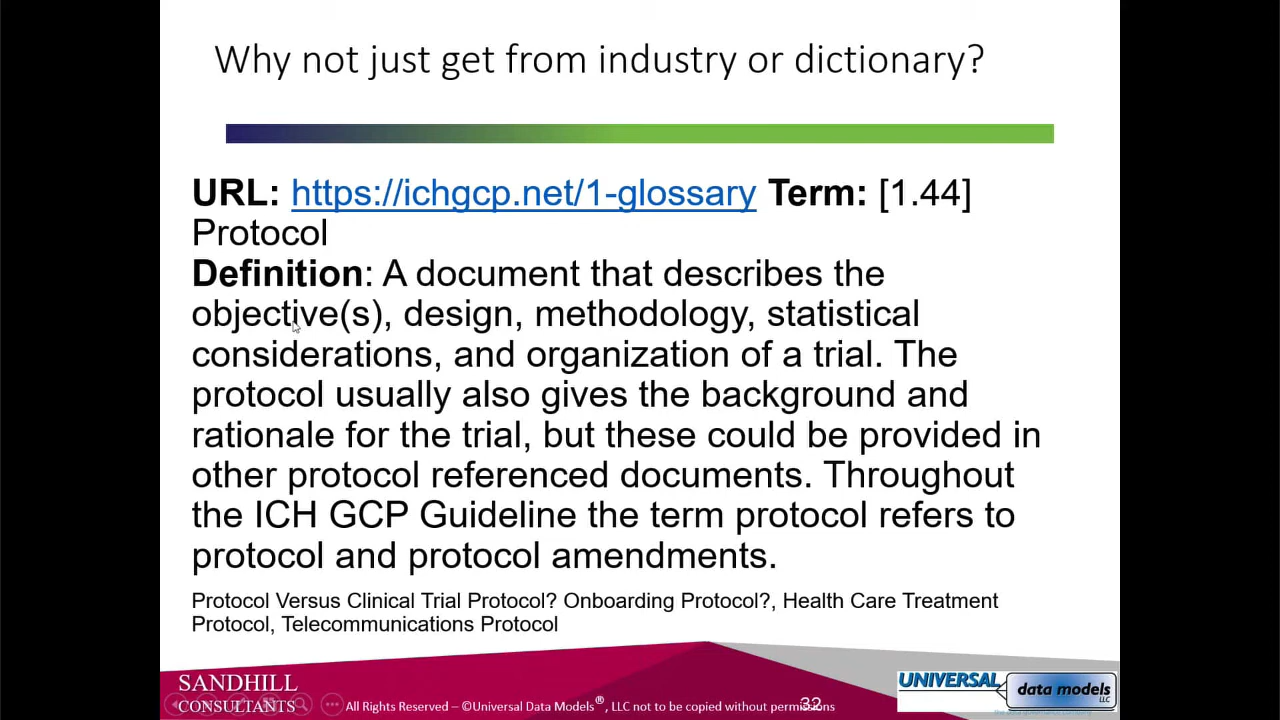 Why not just get from industry or dictionary?
URL: https://ichgcp.net/1-glossary Term: [1.44]
Protocol
Definition: A document that describes the
objective(s), design, methodology, statistical
considerations, and organization of a trial. The
protocol usually also gives the background and
rationale for the trial, but these could be provided in
other protocol referenced documents. Throughout
the ICH GCP Guideline the term protocol refers to
protocol and protocol amendments.
Protocol Versus Clinical Trial Protocol? Onboarding Protocol?, Health Care Treatment
Protocol, Telecommunications Protocol
SANDHILL
CONSULTANTS
All Rights Reserved – ©Universal Data Models®, LLC not to be copied without permissions
32
UNIVERSAL
data models
LLC